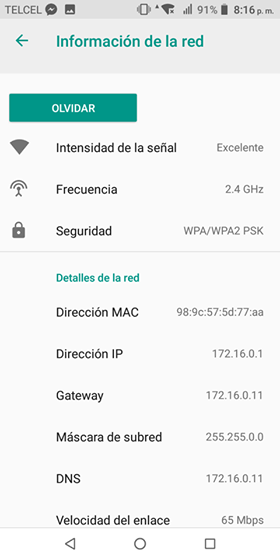 TELCEL 91% 8:16 p. m.
Información de la red
OLVIDAR
Intensidad de la señal Excelente
Frecuencia 2.4 GHz
Seguridad WPA/WPA2 PSK
Detalles de la red
Dirección MAC 98:9c:57:5d:77:aa
Dirección IP 172.16.0.1
Gateway 172.16.0.11
Máscara de subred 255.255.0.0
DNS 172.16.0.11
Velocidad del enlace 65 Mbps